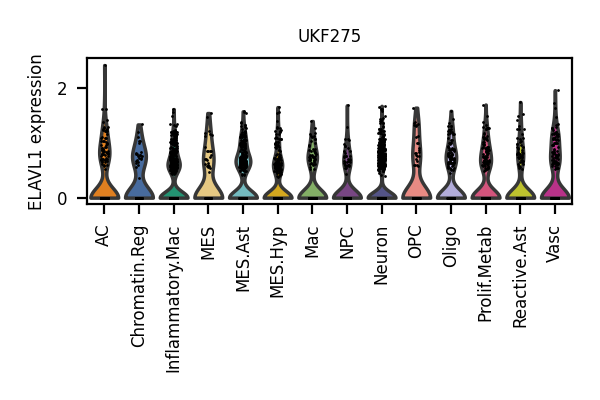 UKF275
ELAVL1 expression
2
0
AC
Chromatin.Reg
Inflammatory.Mac
MES
MES.Ast
MES.Hyp
Mac
NPC
Neuron
OPC
Oligo
Prolif.Metab
Reactive.Ast
Vasc